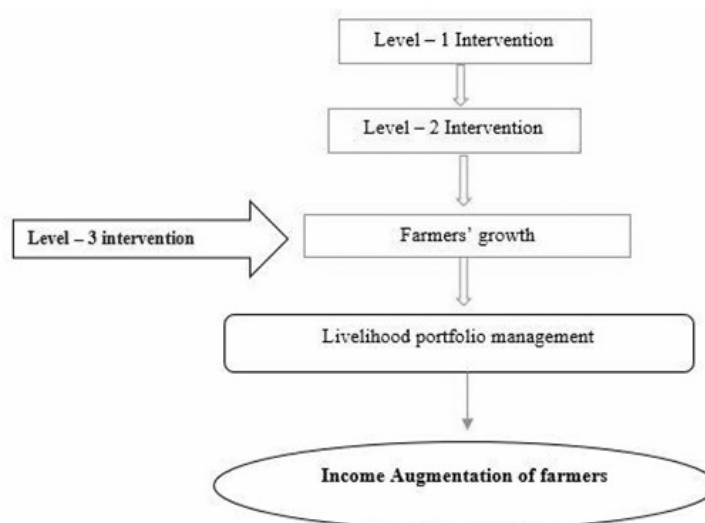 Level – 1 Intervention
Level – 2 Intervention
Level – 3 intervention
Farmers’ growth
Livelihood portfolio management
Income Augmentation of farmers